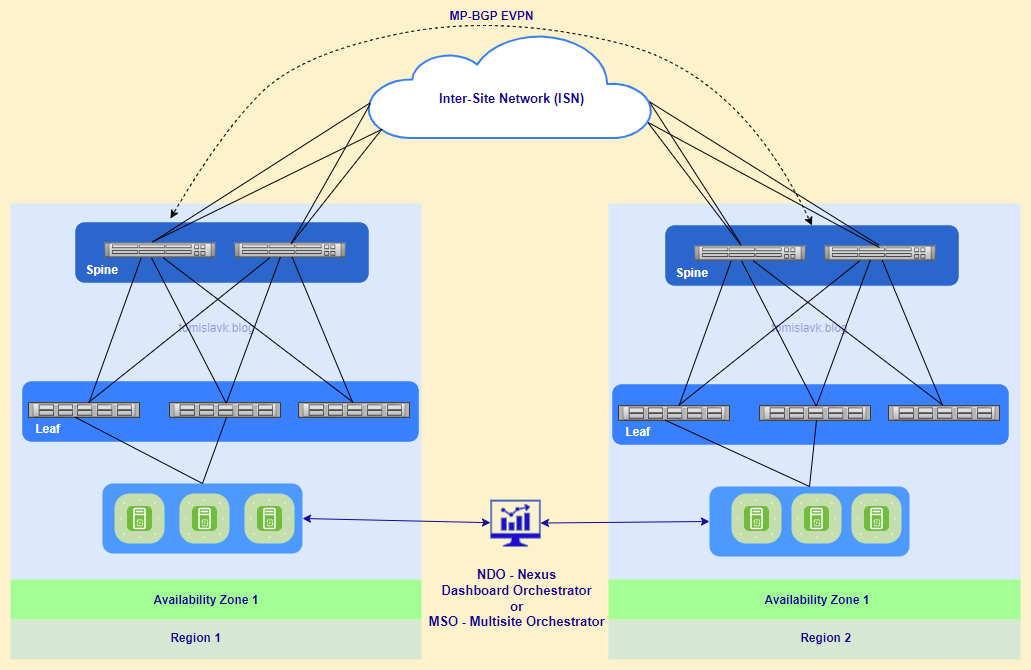 MP-BGP EVPN
Inter-Site Network (ISN)
Spine
Spine
tomislavk.blog
tomislavk.blog
Leaf
Leaf
NDO - Nexus
Dashboard Orchestrator
or
MSO - Multisite Orchestrator
Availability Zone 1
Availability Zone 1
Region 1
Region 2